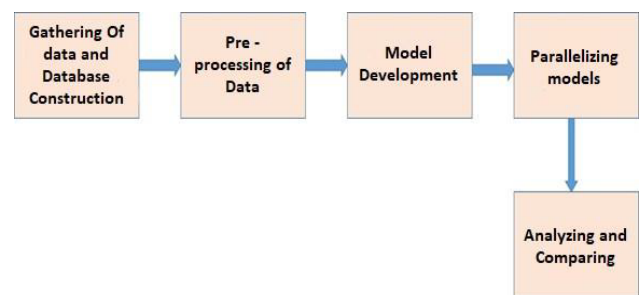 Gathering Of
data and
Database
Construction
Pre -
processing of
Data
Model
Development
Parallelizing
models
Analyzing and
Comparing